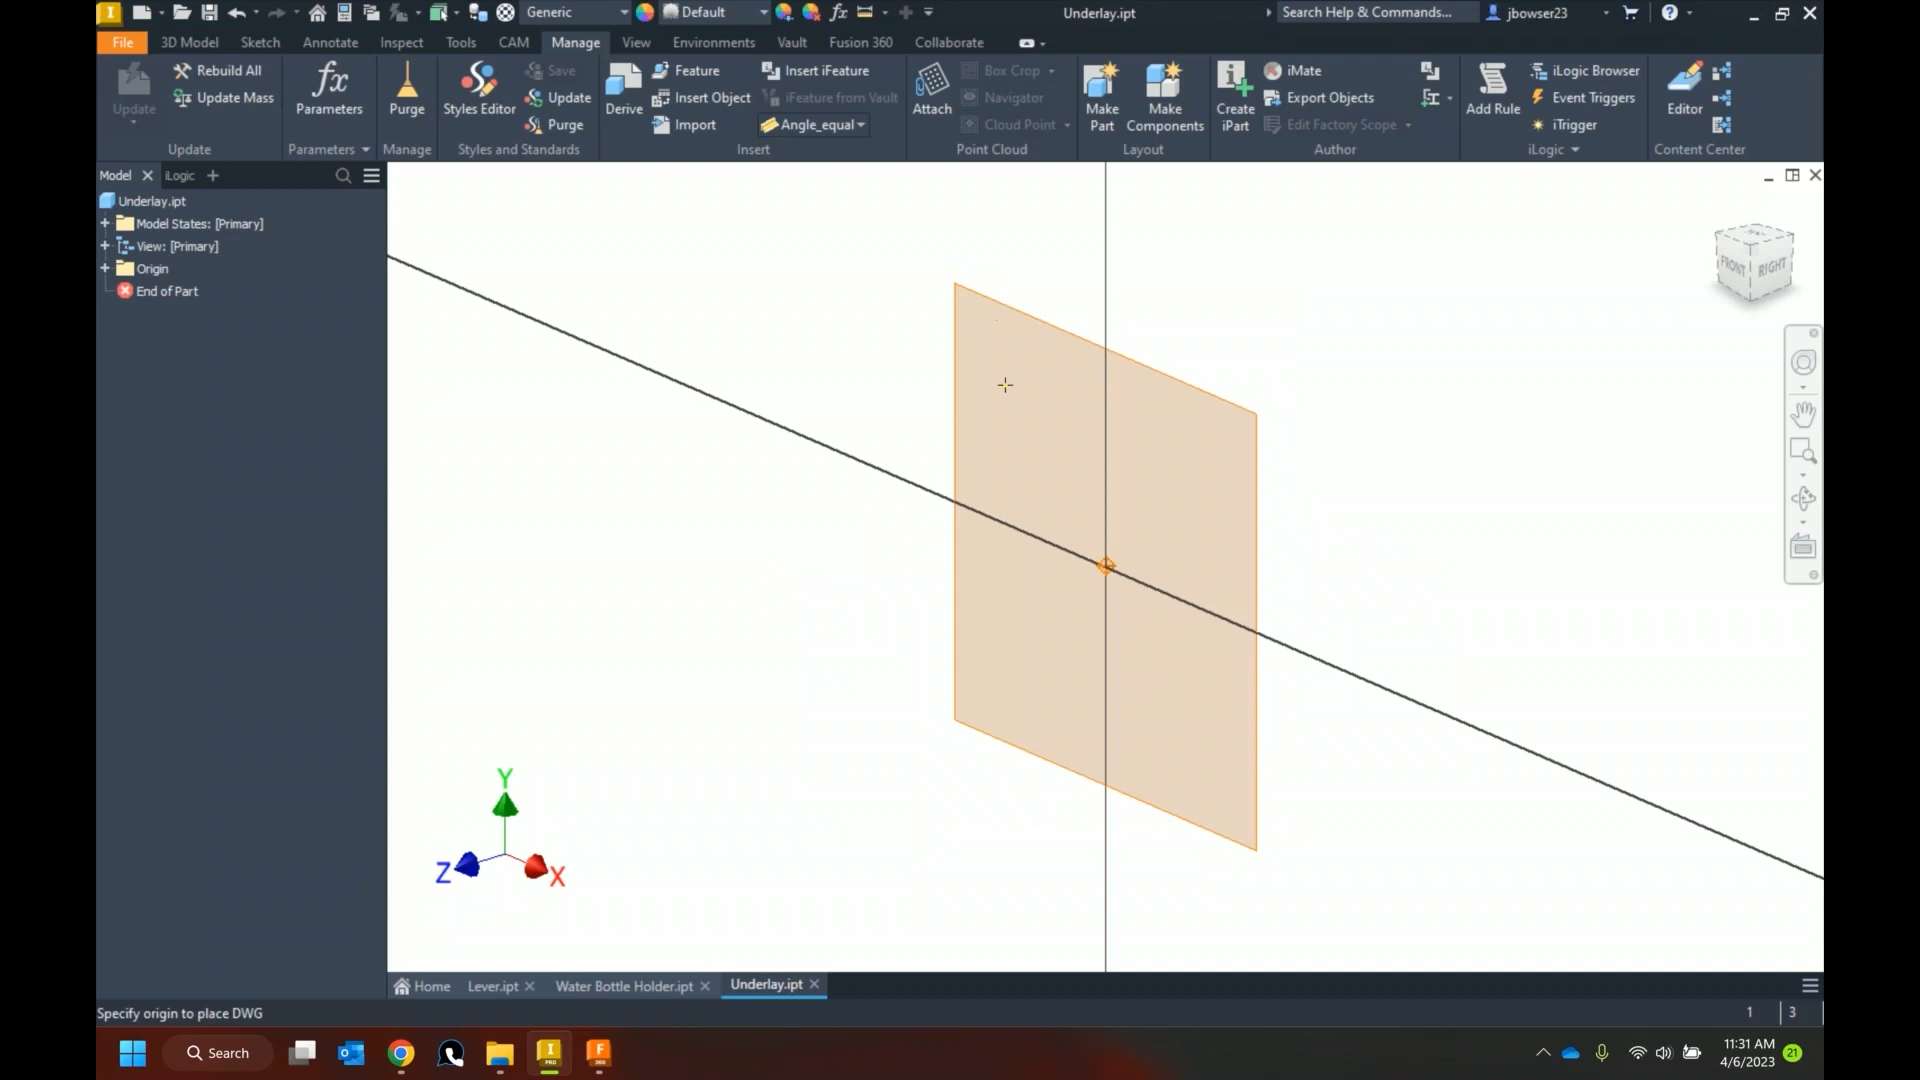 Generic
Default
fx
Underlay.ipt
Search Help & Commands...
jbowser23
File
3D Model
Sketch
Annotate
Inspect
Tools
CAM
Manage
View
Environments
Vault
Fusion 360
Collaborate
Update
Rebuild All
Update Mass
Update
fx
Parameters
Parameters
Purge
Manage
Styles Editor
Save
Update
Purge
Styles and Standards
Derive
Feature
Insert Object
Import
Insert iFeature
iFeature from Vault
Angle_equal
Insert
Attach
Box Crop
Navigator
Cloud Point
Point Cloud
Make
Part
Make
Components
Layout
Create
iPart
iMate
Export Objects
Edit Factory Scope
Author
Add Rule
iLogic Browser
Event Triggers
iTrigger
iLogic
Editor
Content Center
Model
iLogic
Underlay.ipt
Model States: [Primary]
View: [Primary]
Origin
End of Part
FRONT
RIGHT
Y
Z
X
Home
Lever.ipt
Water Bottle Holder.ipt
Underlay.ipt
Specify origin to place DWG
1
3
Search
11:31 AM
4/6/2023
21